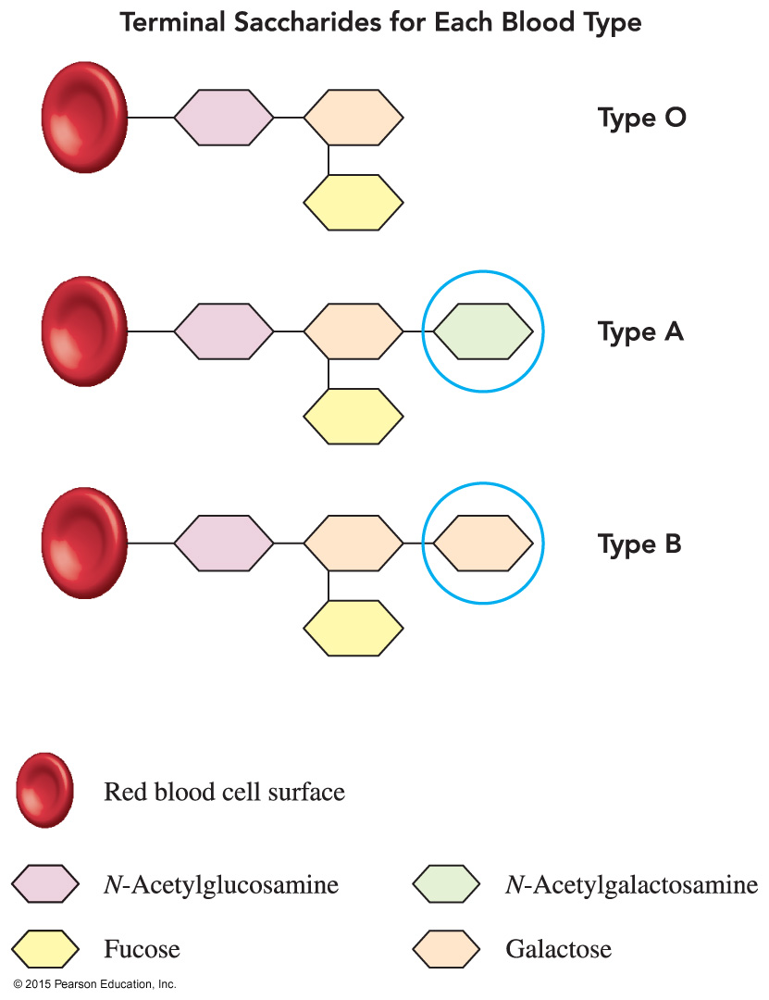 Terminal Saccharides for Each Blood Type
Type O
Type A
Type B
Red blood cell surface
N-Acetylglucosamine
N-Acetylgalactosamine
Fucose
Galactose
© 2015 Pearson Education, Inc.